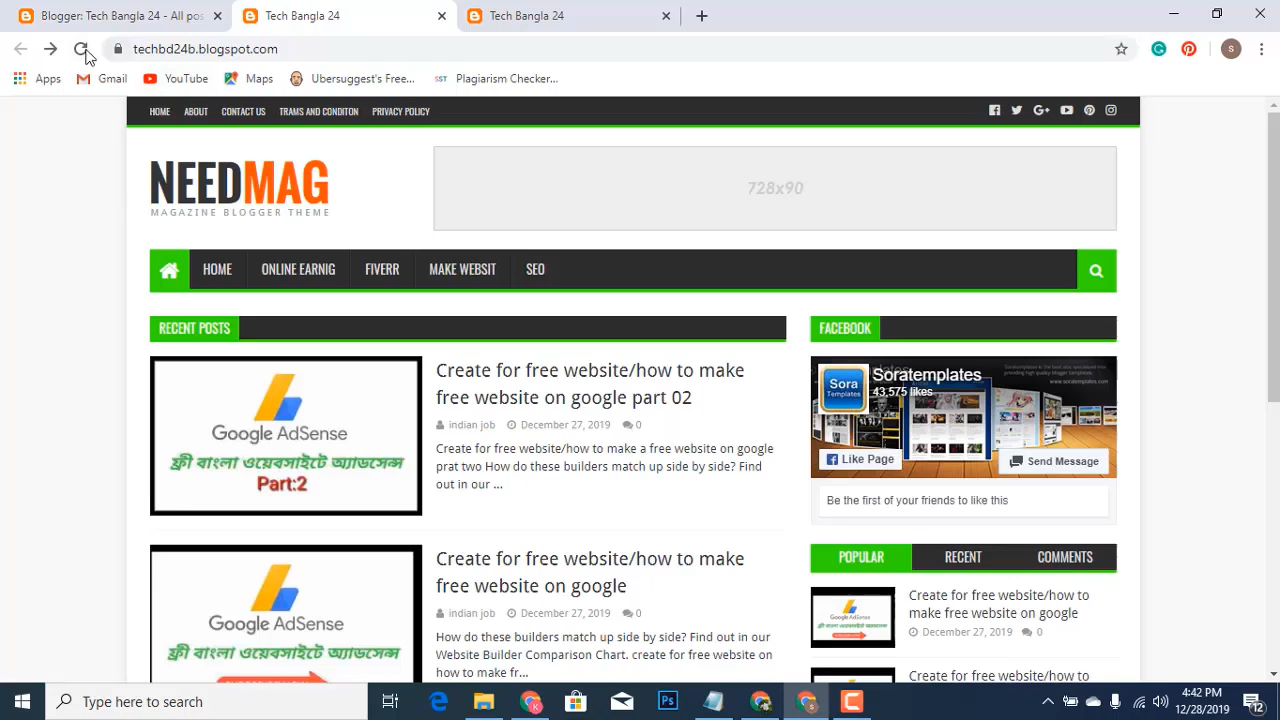 Blogger: Tech Bangla 24 - All pos
Tech Bangla 24
Tech Bangla 24
techbd24b.blogspot.com
S
Apps
Gmail
YouTube
Maps
Ubersuggest's Free...
SST
Plagiarism Checker...
HOME
ABOUT
CONTACT US
TRAMS AND CONDITON
PRIVACY POLICY
NEEDMAG
MAGAZINE BLOGGER THEME
728x90
HOME
ONLINE EARNIG
FIVERR
MAKE WEBSIT
SEO
RECENT POSTS
Google AdSense
ফ্রী বাংলা ওয়েবসাইটে অ্যাডসেন্স
Part:2
Create for free website/how to make
free website on google part 02
indian job
December 27, 2019
0
Create for free website/how to make a free website on google
prat two How do these builders match up side by side? Find
out in our ...
Google AdSense
ফ্রী বাংলা ওয়েবসাইটে অ্যাডসেন্স
Create for free website/how to make
free website on google
indian job
December 27, 2019
0
How do these builders match up side by side? Find out in our
Website Builder Comparison Chart. create for free website on
how to make fr...
FACEBOOK
Sora
Templates
Soratemplates
43,575 likes
Like Page
Send Message
Be the first of your friends to like this
POPULAR
RECENT
COMMENTS
Create for free website/how to
make free website on google
December 27, 2019
0
Create for free website/how to
Type here to search
4:42 PM
12/28/2019
12